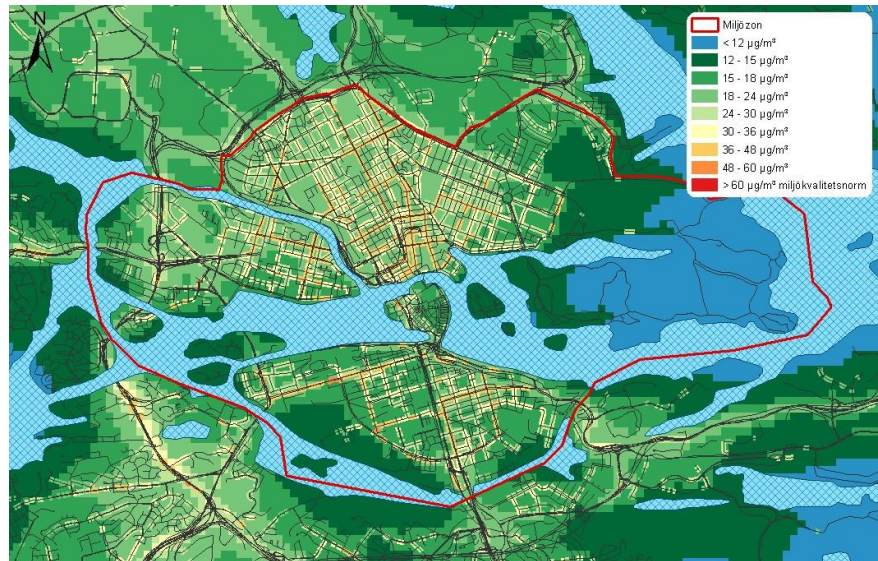 N
Miljözon
< 12 µg/m³
12 - 15 µg/m³
15 - 18 µg/m³
18 - 24 µg/m³
24 - 30 µg/m³
30 - 36 µg/m³
36 - 48 µg/m³
48 - 60 µg/m³
> 60 µg/m³ miljökvalitetsnorm